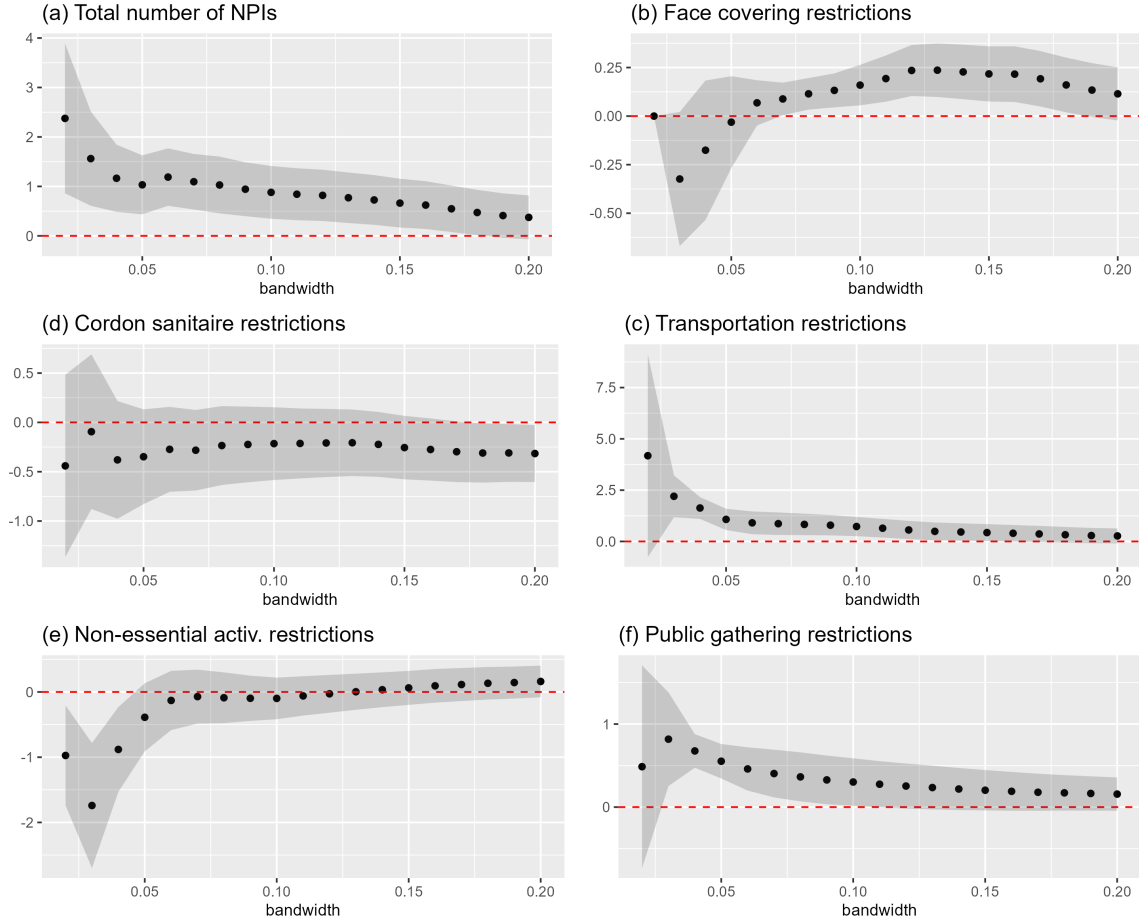 (a) Total number of NPIs
4
3
2
1
0
0.05 0.10 0.15 0.20
bandwidth
(b) Face covering restrictions
0.25
0.00
-0.25
-0.50
0.05 0.10 0.15 0.20
bandwidth
(d) Cordon sanitaire restrictions
0.5
0.0
-0.5
-1.0
0.05 0.10 0.15 0.20
bandwidth
(c) Transportation restrictions
7.5
5.0
2.5
0.0
0.05 0.10 0.15 0.20
bandwidth
(e) Non-essential activ. restrictions
0
-1
-2
0.05 0.10 0.15 0.20
bandwidth
(f) Public gathering restrictions
1
0
0.05 0.10 0.15 0.20
bandwidth